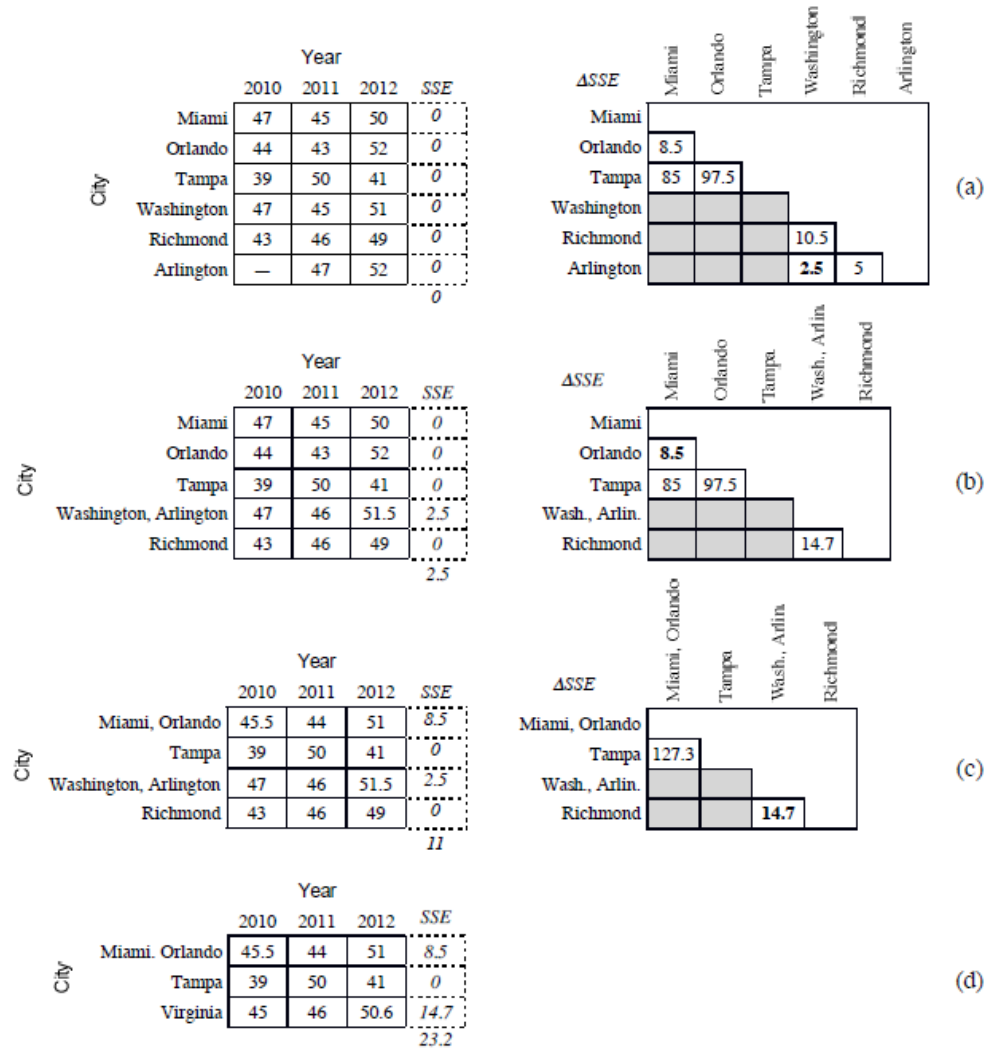 Year
2010 2011 2012 SSE
City
Miami 47 45 50 0
Orlando 44 43 52 0
Tampa 39 50 41 0
Washington 47 45 51 0
Richmond 43 46 49 0
Arlington — 47 52 0
0
ΔSSE Miami Orlando Tampa Washington Richmond Arlington
Miami
Orlando 8.5
Tampa 85 97.5
Washington
Richmond 10.5
Arlington 2.5 5
(a)
Year
2010 2011 2012 SSE
City
Miami 47 45 50 0
Orlando 44 43 52 0
Tampa 39 50 41 0
Washington, Arlington 47 46 51.5 2.5
Richmond 43 46 49 0
2.5
ΔSSE Miami Orlando Tampa Wash., Arlin. Richmond
Miami
Orlando 8.5
Tampa 85 97.5
Wash., Arlin.
Richmond 14.7
(b)
Year
2010 2011 2012 SSE
City
Miami, Orlando 45.5 44 51 8.5
Tampa 39 50 41 0
Washington, Arlington 47 46 51.5 2.5
Richmond 43 46 49 0
11
ΔSSE Miami, Orlando Tampa Wash., Arlin. Richmond
Miami, Orlando
Tampa 127.3
Wash., Arlin.
Richmond 14.7
(c)
Year
2010 2011 2012 SSE
City
Miami. Orlando 45.5 44 51 8.5
Tampa 39 50 41 0
Virginia 45 46 50.6 14.7
23.2
(d)